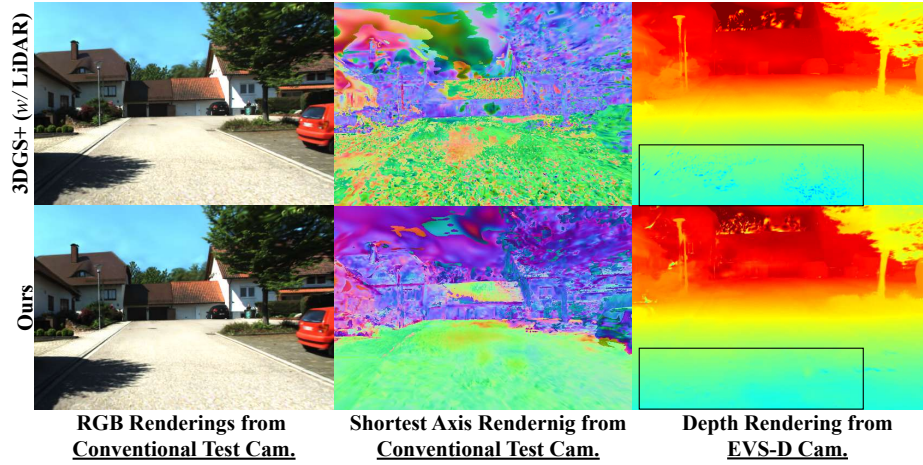 3DGS+ (w/ LiDAR)
Ours
RGB Renderings from
Conventional Test Cam.
Shortest Axis Rendernig from
Conventional Test Cam.
Depth Rendering from
EVS-D Cam.